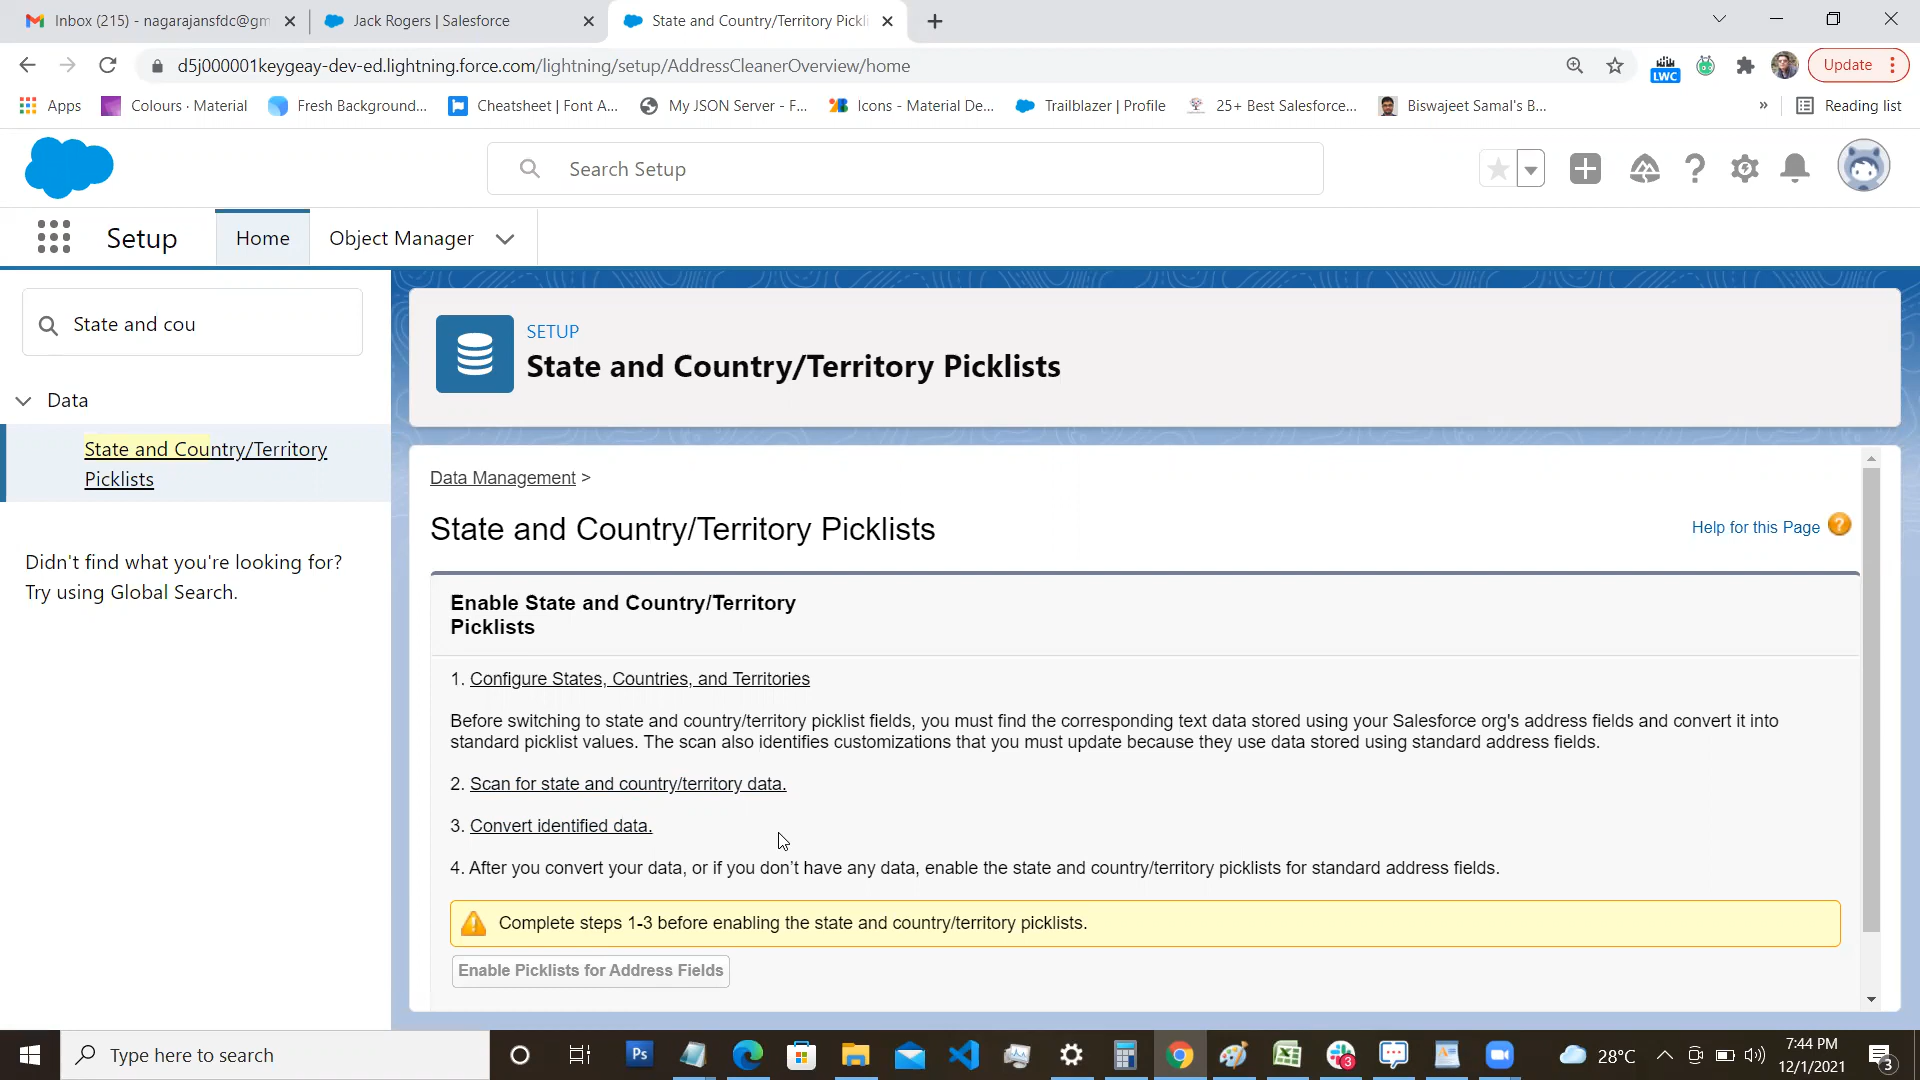 Inbox (215) - nagarajansfdc@gm
Jack Rogers | Salesforce
State and Country/Territory Pickli
d5j000001keygeay-dev-ed.lightning.force.com/lightning/setup/AddressCleanerOverview/home
LWC
Update
Apps
Colours · Material
Fresh Background...
Cheatsheet | Font A...
My JSON Server - F...
Icons - Material De...
Trailblazer | Profile
25+ Best Salesforce...
Biswajeet Samal's B...
»
Reading list
Search Setup
Setup
Home
Object Manager
State and cou
Data
State and Country/Territory
Picklists
Didn't find what you're looking for?
Try using Global Search.
SETUP
State and Country/Territory Picklists
Data Management >
State and Country/Territory Picklists
Help for this Page ?
Enable State and Country/Territory
Picklists
1. Configure States, Countries, and Territories
Before switching to state and country/territory picklist fields, you must find the corresponding text data stored using your Salesforce org's address fields and convert it into
standard picklist values. The scan also identifies customizations that you must update because they use data stored using standard address fields.
2. Scan for state and country/territory data.
3. Convert identified data.
4. After you convert your data, or if you don't have any data, enable the state and country/territory picklists for standard address fields.
Complete steps 1-3 before enabling the state and country/territory picklists.
Enable Picklists for Address Fields
Type here to search
Ps
3
28°C
7:44 PM
12/1/2021
3